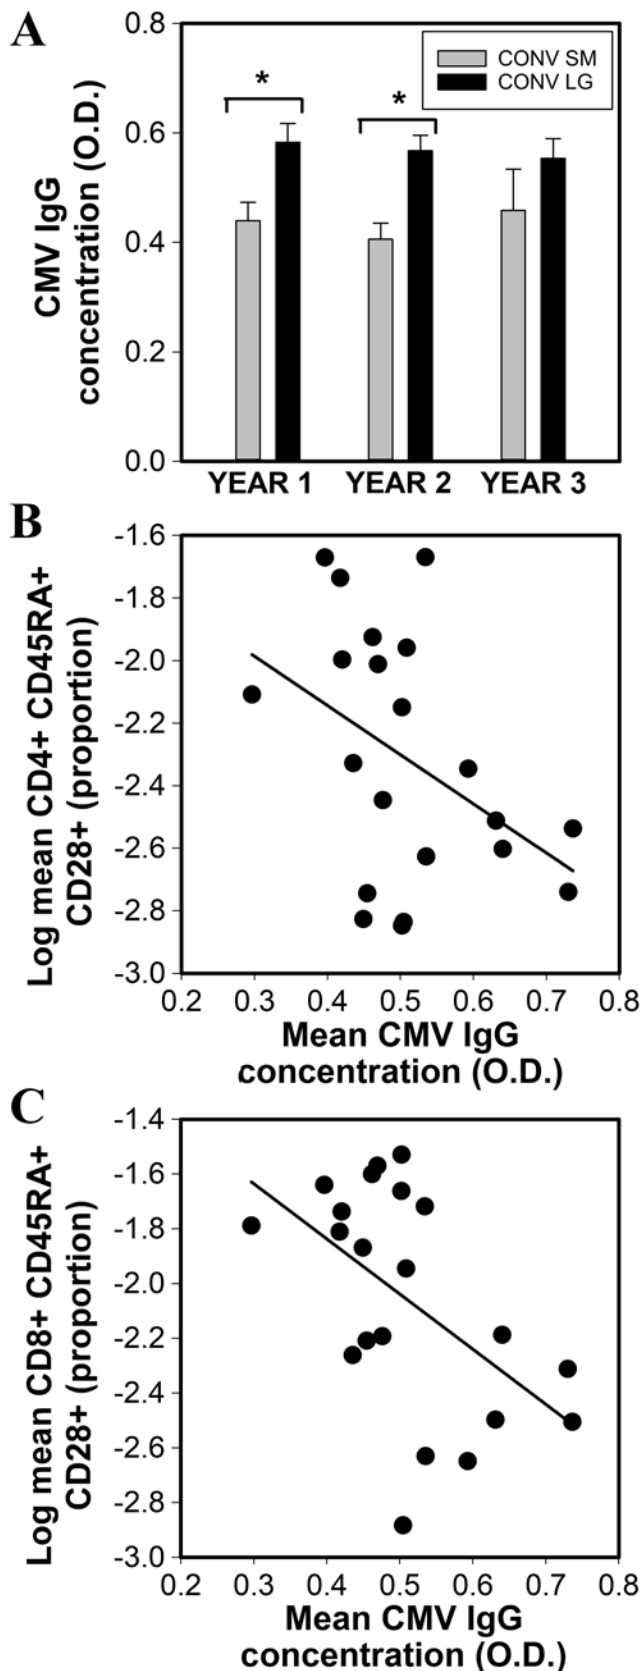 A
0.8
CONV SM
CONV LG
*
*
0.6
0.4
0.2
0.0
CMV IgG
concentration (O.D.)
YEAR 1 YEAR 2 YEAR 3
B
-1.6
-1.8
-2.0
-2.2
-2.4
-2.6
-2.8
-3.0
Log mean CD4+ CD45RA+
CD28+ (proportion)
0.2 0.3 0.4 0.5 0.6 0.7 0.8
Mean CMV IgG
concentration (O.D.)
C
-1.4
-1.6
-1.8
-2.0
-2.2
-2.4
-2.6
-2.8
-3.0
Log mean CD8+ CD45RA+
CD28+ (proportion)
0.2 0.3 0.4 0.5 0.6 0.7 0.8
Mean CMV IgG
concentration (O.D.)